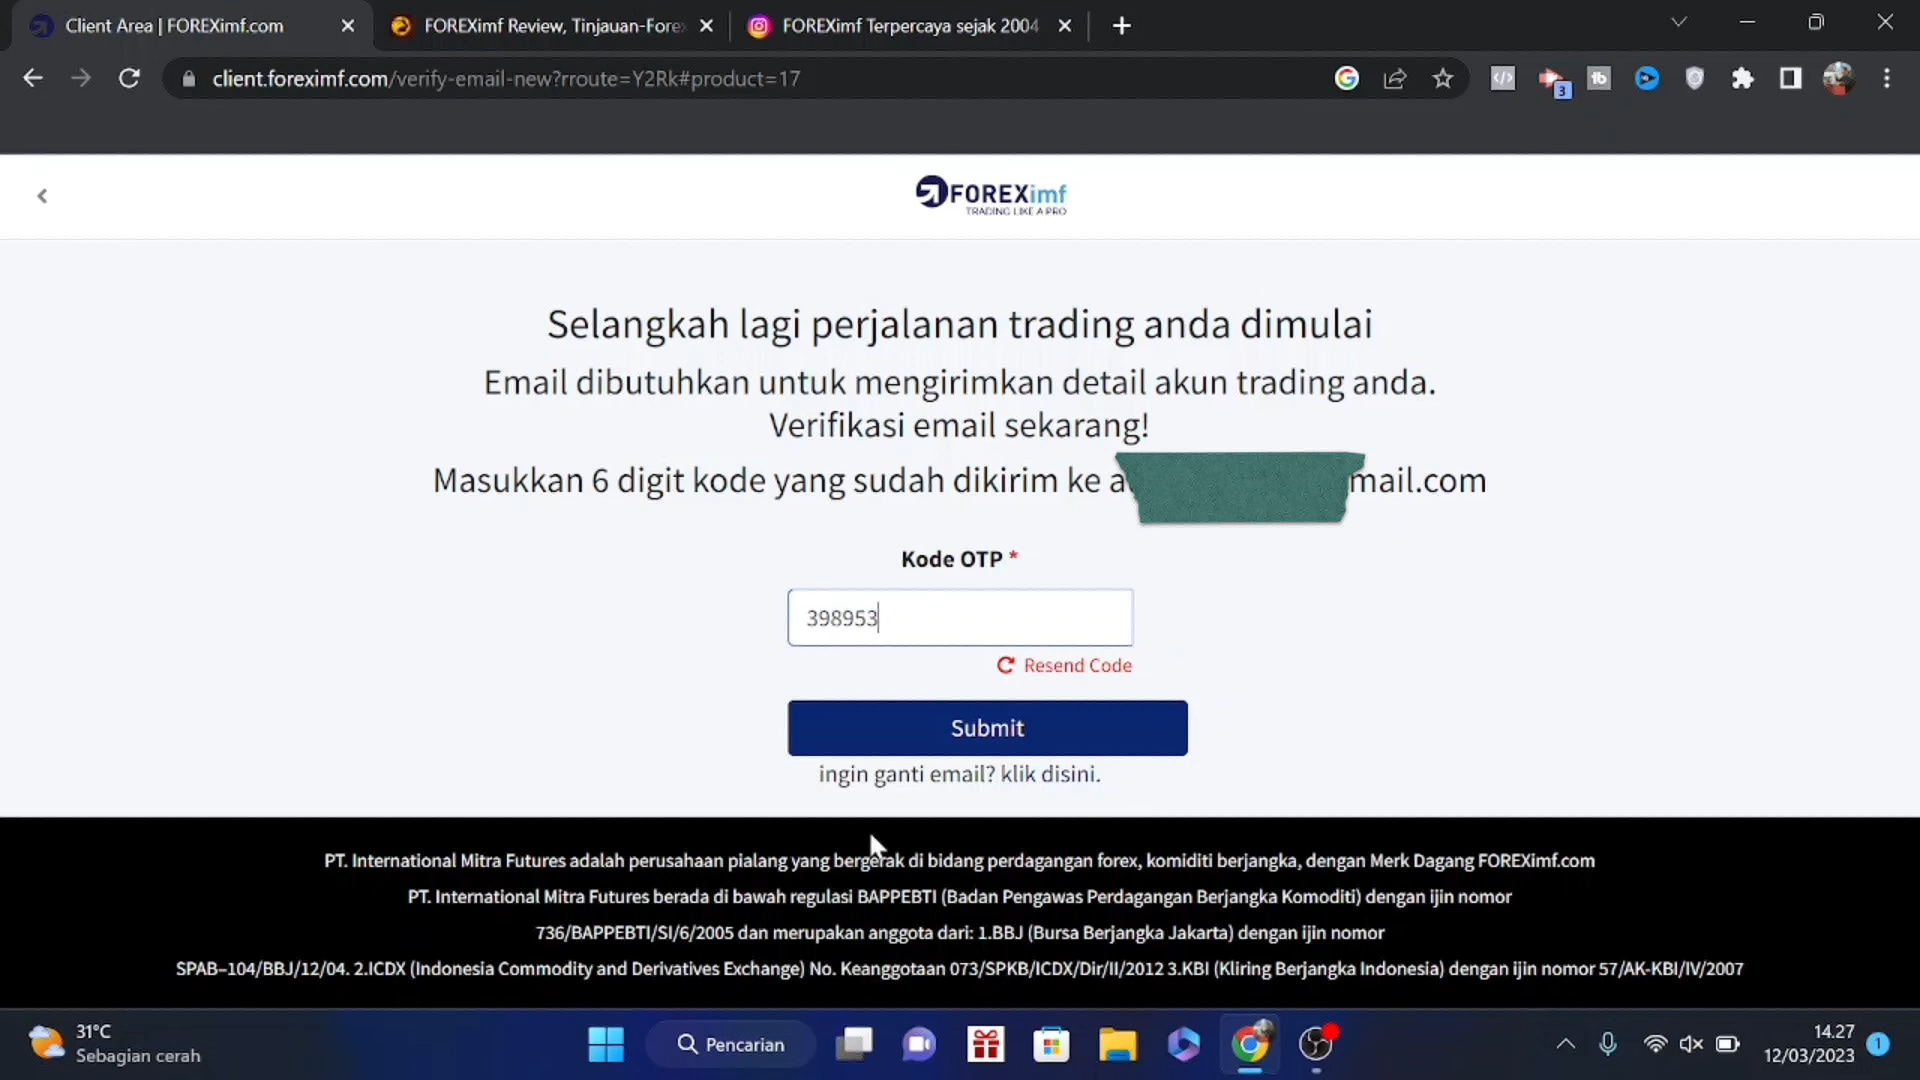 Client Area | FOREXimf.com
FOREXimf Review, Tinjauan-Forex
FOREXimf Terpercaya sejak 2004
client.foreximf.com/verify-email-new?rroute=Y2Rk#product=17
3
FOREXimf
TRADING LIKE A PRO
Selangkah lagi perjalanan trading anda dimulai
Email dibutuhkan untuk mengirimkan detail akun trading anda.
Verifikasi email sekarang!
Masukkan 6 digit kode yang sudah dikirim ke a mail.com
Kode OTP *
398953
Resend Code
Submit
ingin ganti email? klik disini.
PT. International Mitra Futures adalah perusahaan pialang yang bergerak di bidang perdagangan forex, komiditi berjangka, dengan Merk Dagang FOREXimf.com
PT. International Mitra Futures berada di bawah regulasi BAPPEBTI (Badan Pengawas Perdagangan Berjangka Komoditi) dengan ijin nomor
736/BAPPEBTI/SI/6/2005 dan merupakan anggota dari: 1.BBJ (Bursa Berjangka Jakarta) dengan ijin nomor
SPAB–104/BBJ/12/04. 2.ICDX (Indonesia Commodity and Derivatives Exchange) No. Keanggotaan 073/SPKB/ICDX/Dir/II/2012 3.KBI (Kliring Berjangka Indonesia) dengan ijin nomor 57/AK-KBI/IV/2007
31°C
Sebagian cerah
Pencarian
14.27
12/03/2023
1